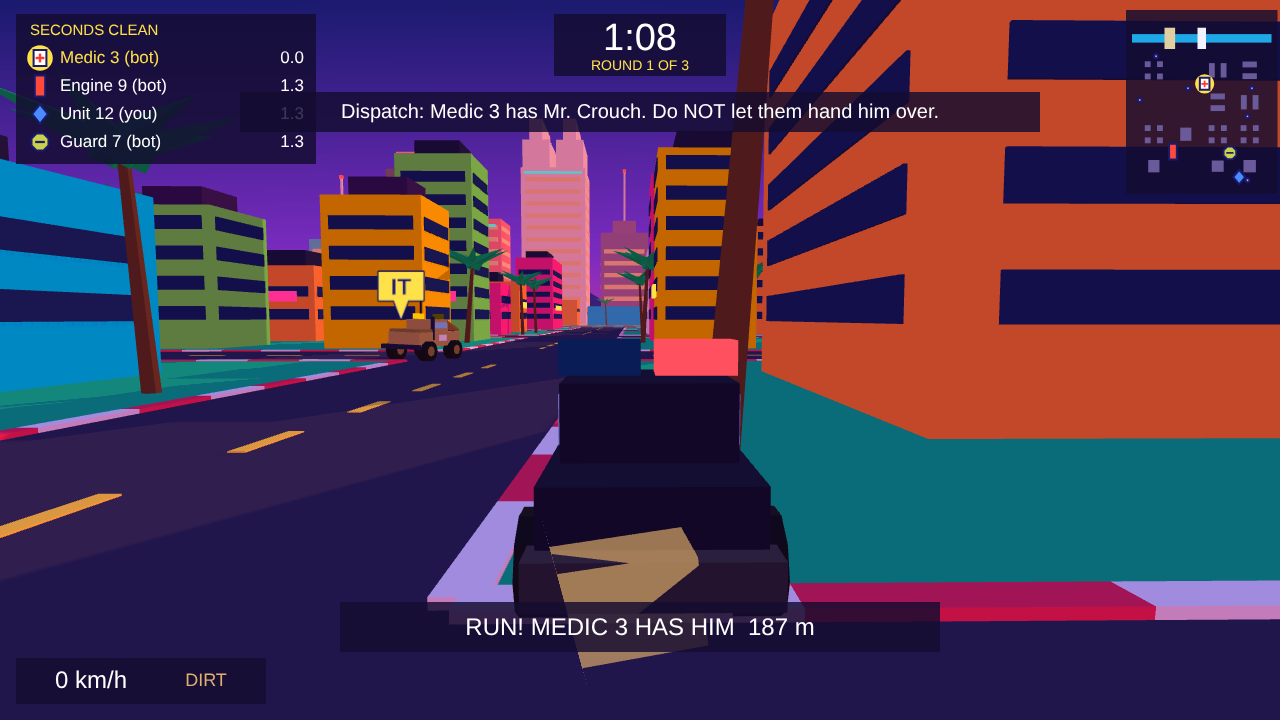 SECONDS CLEAN
Medic 3 (bot) 0.0
Engine 9 (bot) 1.3
Unit 12 (you) 1.3
Guard 7 (bot) 1.3
1:08
ROUND 1 OF 3
Dispatch: Medic 3 has Mr. Crouch. Do NOT let them hand him over.
IT
RUN! MEDIC 3 HAS HIM 187 m
0 km/h DIRT